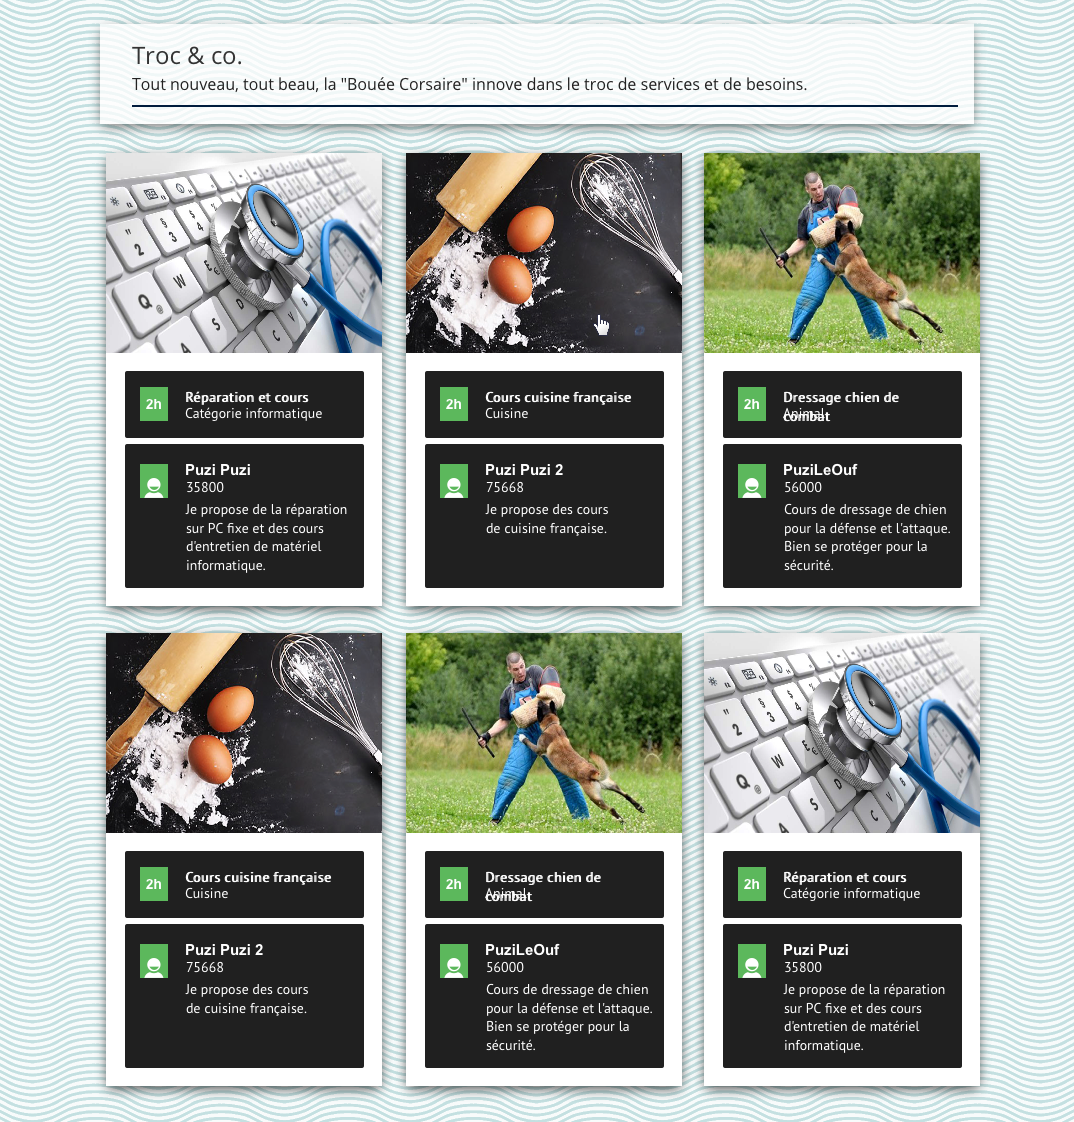 Troc & co.
Tout nouveau, tout beau, la "Bouée Corsaire" innove dans le troc de services et de besoins.
2h
Réparation et cours
Catégorie informatique
Puzi Puzi
35800
Je propose de la réparation
sur PC fixe et des cours
d'entretien de matériel
informatique.
2h
Cours cuisine française
Cuisine
Puzi Puzi 2
75668
Je propose des cours
de cuisine française.
2h
Dressage chien de
combat
Animal
PuziLeOuf
56000
Cours de dressage de chien
pour la défense et l'attaque.
Bien se protéger pour la
sécurité.
2h
Cours cuisine française
Cuisine
Puzi Puzi 2
75668
Je propose des cours
de cuisine française.
2h
Dressage chien de
combat
Animal
PuziLeOuf
56000
Cours de dressage de chien
pour la défense et l'attaque.
Bien se protéger pour la
sécurité.
2h
Réparation et cours
Catégorie informatique
Puzi Puzi
35800
Je propose de la réparation
sur PC fixe et des cours
d'entretien de matériel
informatique.